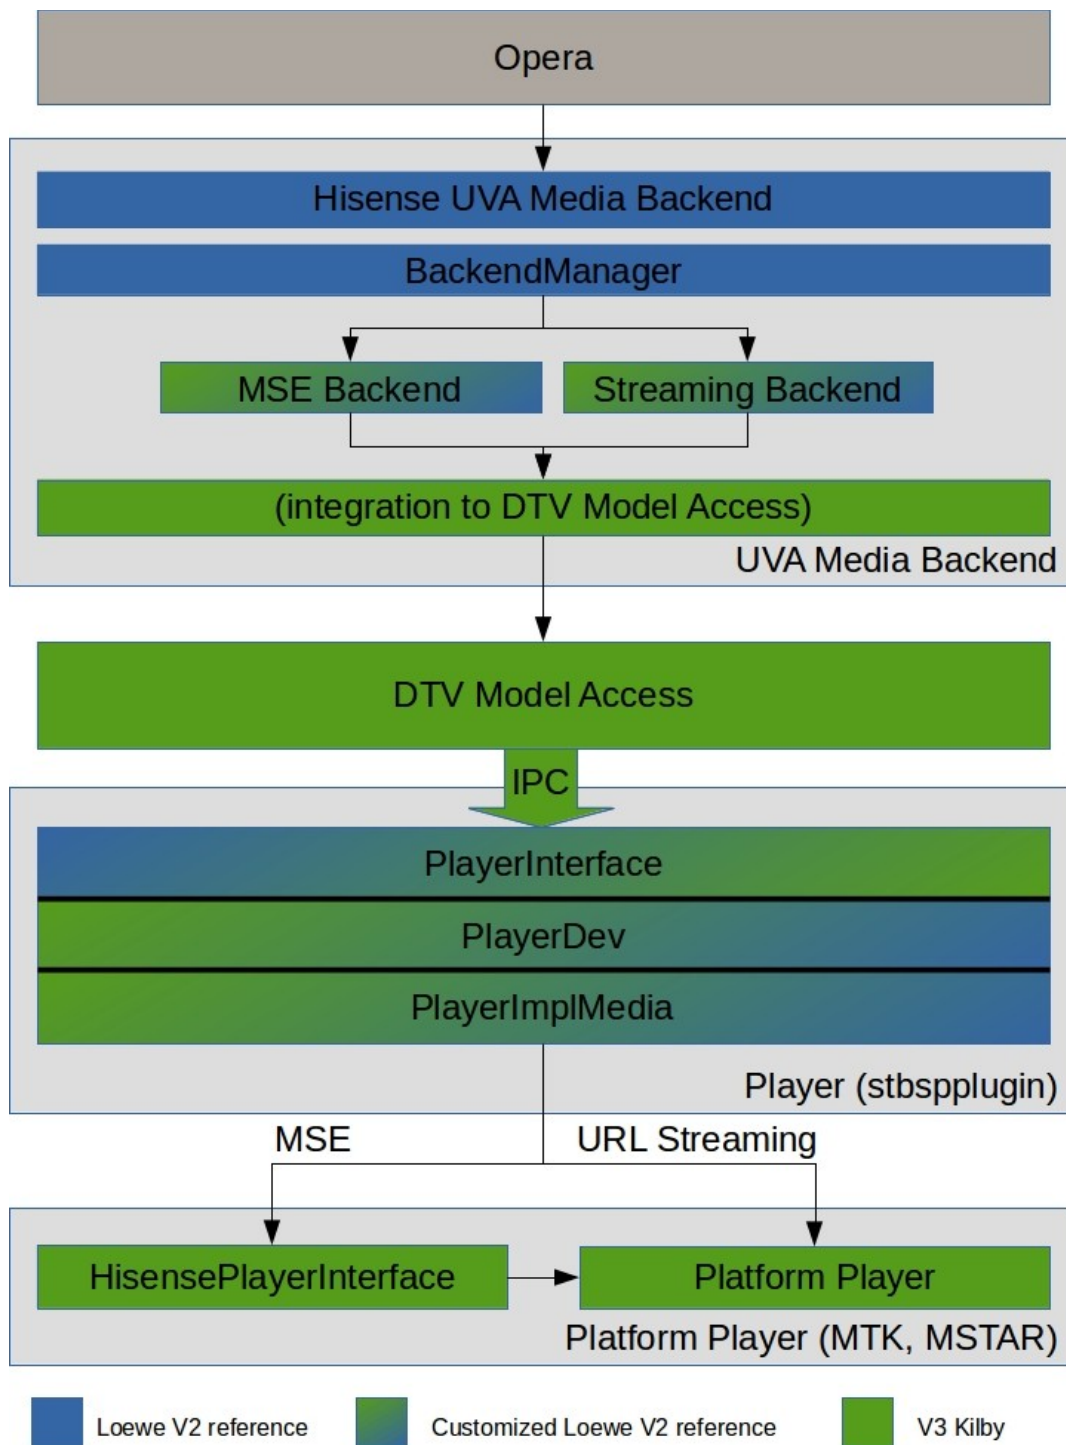 Opera
Hisense UVA Media Backend
BackendManager
MSE Backend
Streaming Backend
(integration to DTV Model Access)
UVA Media Backend
DTV Model Access
IPC
PlayerInterface
PlayerDev
PlayerImplMedia
Player (stbspplugin)
MSE
URL Streaming
HisensePlayerInterface
Platform Player
Platform Player (MTK, MSTAR)
Loewe V2 reference
Customized Loewe V2 reference
V3 Kilby